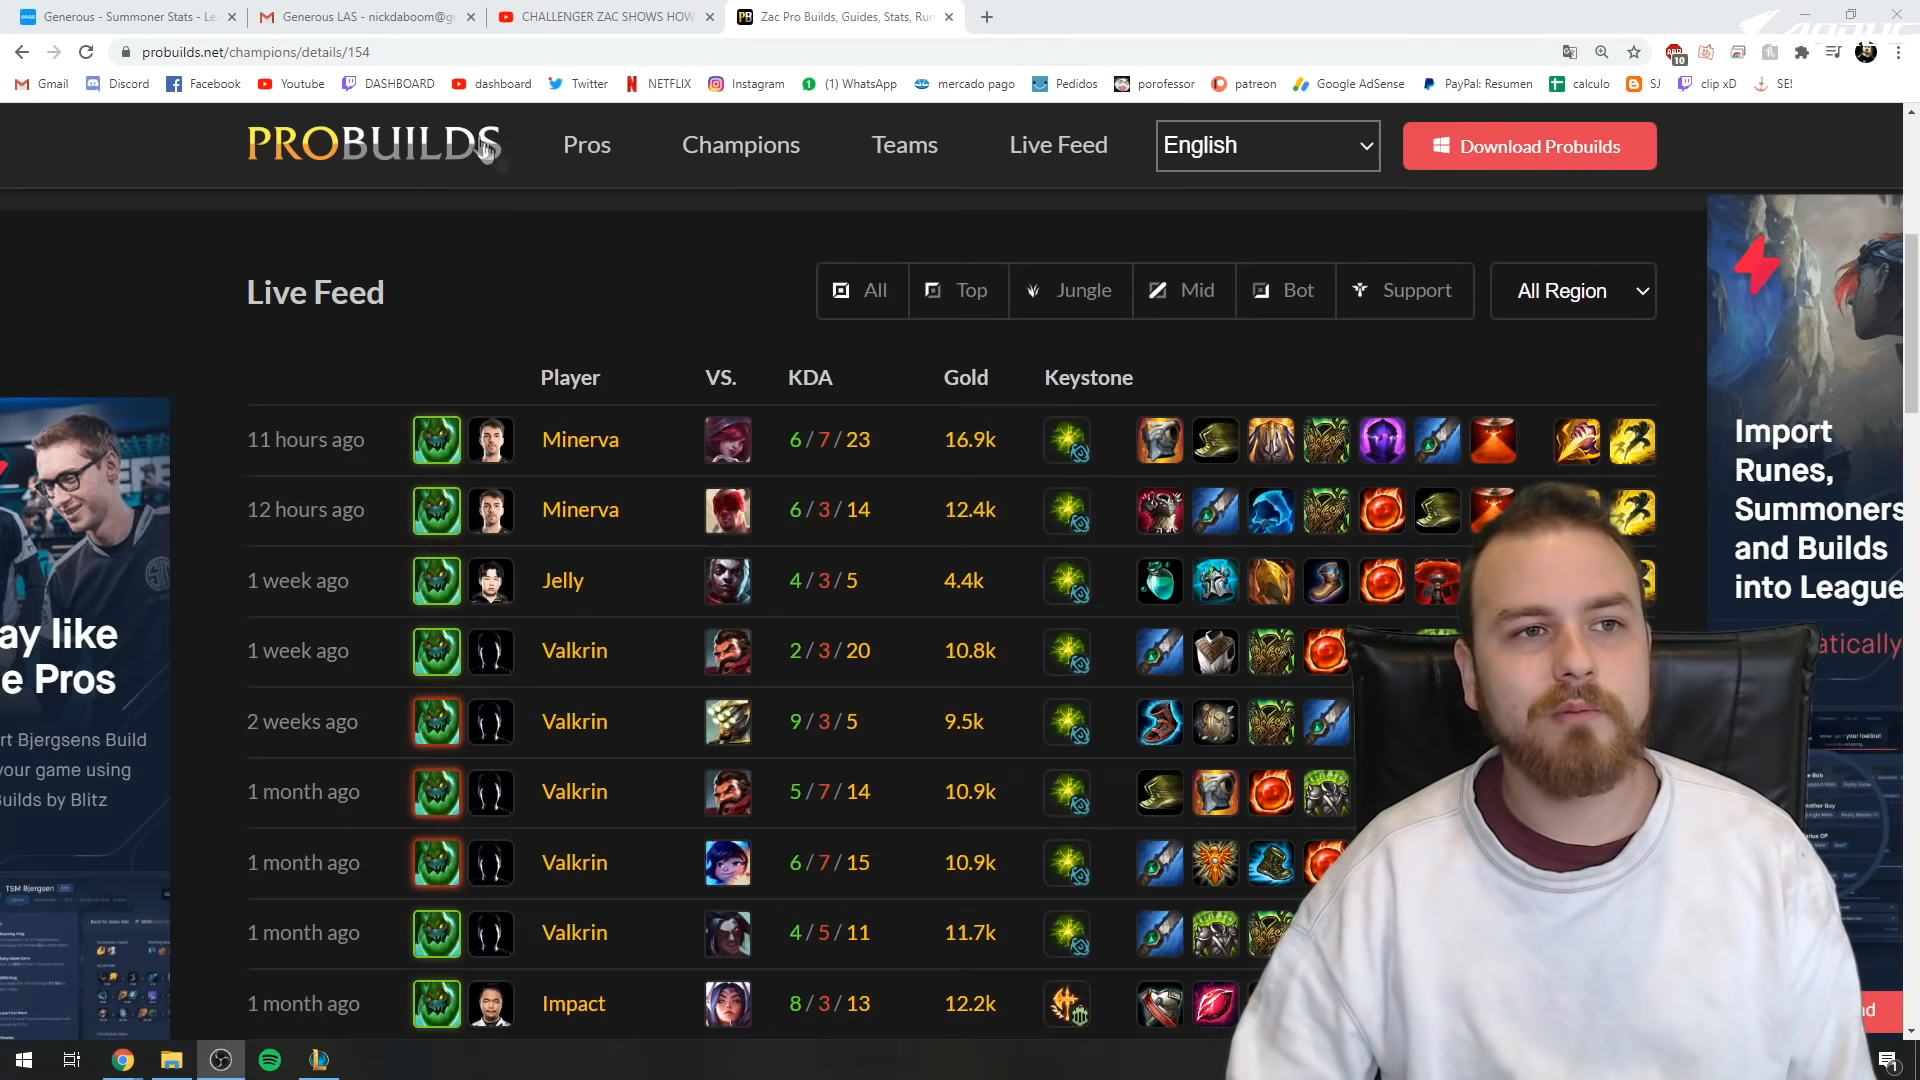 Generous - Summoner Stats - Le
Generous LAS - nickdaboom@g
CHALLENGER ZAC SHOWS HOW
Zac Pro Builds, Guides, Stats, Run
probuilds.net/champions/details/154
10
Gmail
Discord
Facebook
Youtube
DASHBOARD
dashboard
Twitter
NETFLIX
Instagram
(1) WhatsApp
mercado pago
Pedidos
porofessor
patreon
Google AdSense
PayPal: Resumen
calculo
SJ
clip xD
SE!
PROBUILDS
Pros
Champions
Teams
Live Feed
English
Download Probuilds
Live Feed
All
Top
Jungle
Mid
Bot
Support
All Region
Player VS. KDA Gold Keystone
11 hours ago Minerva 6 / 7 / 23 16.9k
12 hours ago Minerva 6 / 3 / 14 12.4k
1 week ago Jelly 4 / 3 / 5 4.4k
1 week ago Valkrin 2 / 3 / 20 10.8k
2 weeks ago Valkrin 9 / 3 / 5 9.5k
1 month ago Valkrin 5 / 7 / 14 10.9k
1 month ago Valkrin 6 / 7 / 15 10.9k
1 month ago Valkrin 4 / 5 / 11 11.7k
1 month ago Impact 8 / 3 / 13 12.2k
ay like
e Pros
rt Bjergsens Build
your game using
Builds by Blitz
TSM Bjergsen
Import
Runes,
Summoners
and Builds
into League
atically
nd
1